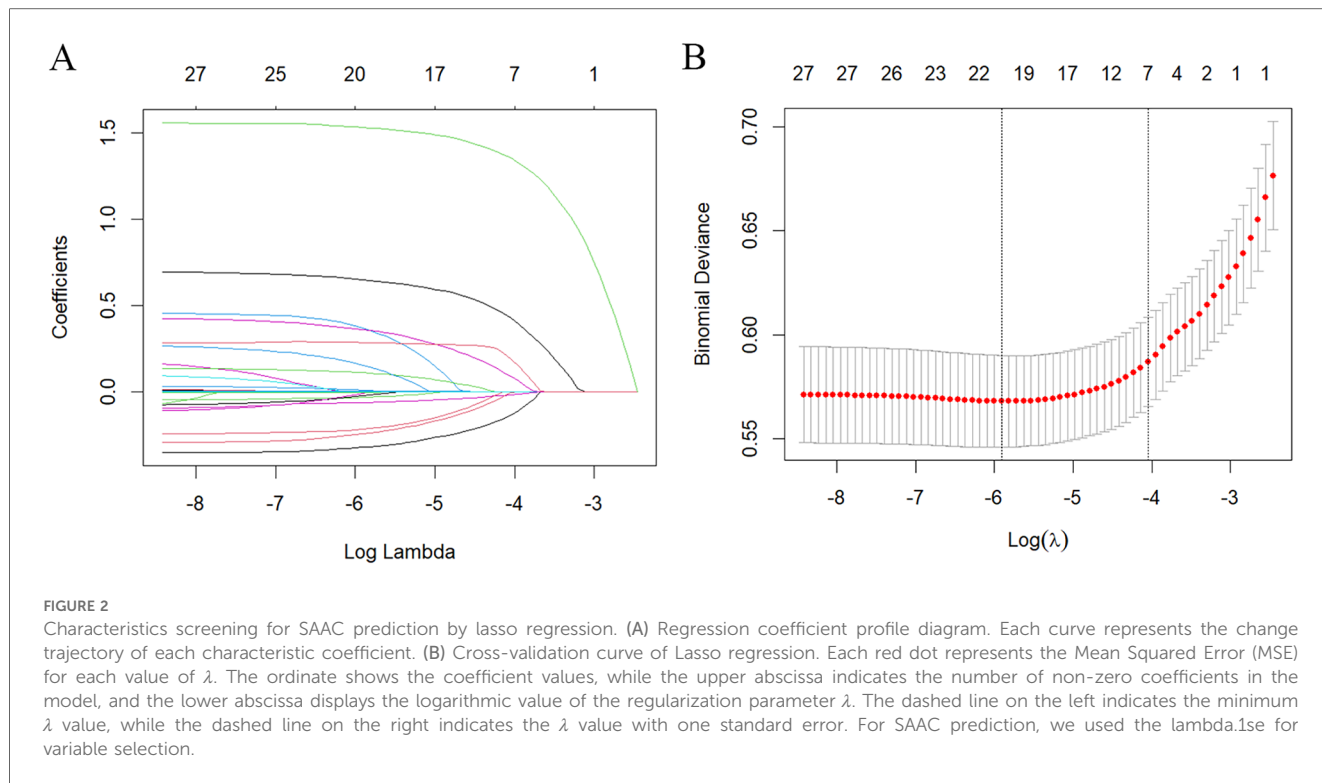 A
27 25 20 17 7 1
1.5
1.0
0.5
0.0
Coefficients
-8 -7 -6 -5 -4 -3
Log Lambda
B
27 27 26 23 22 19 17 12 7 4 2 1 1
0.70
0.65
0.60
0.55
Binomial Deviance
-8 -7 -6 -5 -4 -3
Log(λ)
FIGURE 2
Characteristics screening for SAAC prediction by lasso regression. (A) Regression coefficient profile diagram. Each curve represents the change
trajectory of each characteristic coefficient. (B) Cross-validation curve of Lasso regression. Each red dot represents the Mean Squared Error (MSE)
for each value of λ. The ordinate shows the coefficient values, while the upper abscissa indicates the number of non-zero coefficients in the
model, and the lower abscissa displays the logarithmic value of the regularization parameter λ. The dashed line on the left indicates the minimum
λ value, while the dashed line on the right indicates the λ value with one standard error. For SAAC prediction, we used the lambda.1se for
variable selection.